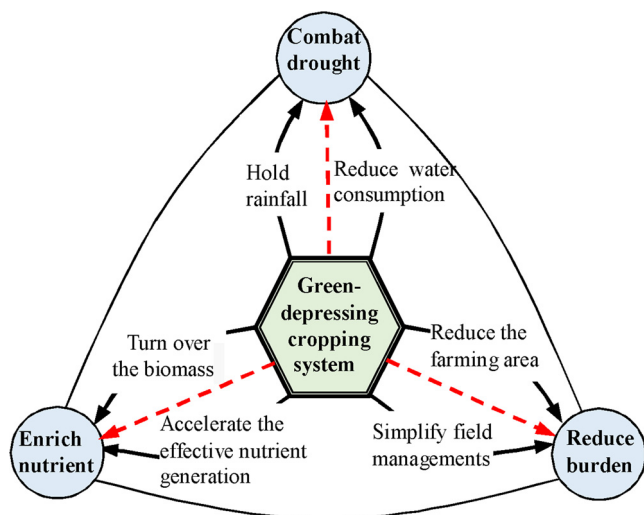 Combat
drought
Hold
rainfall
Reduce water
consumption
Green-
depressing
cropping
system
Turn over
the biomass
Reduce the
farming area
Enrich
nutrient
Accelerate the
effective nutrient
generation
Simplify field
managements
Reduce
burden